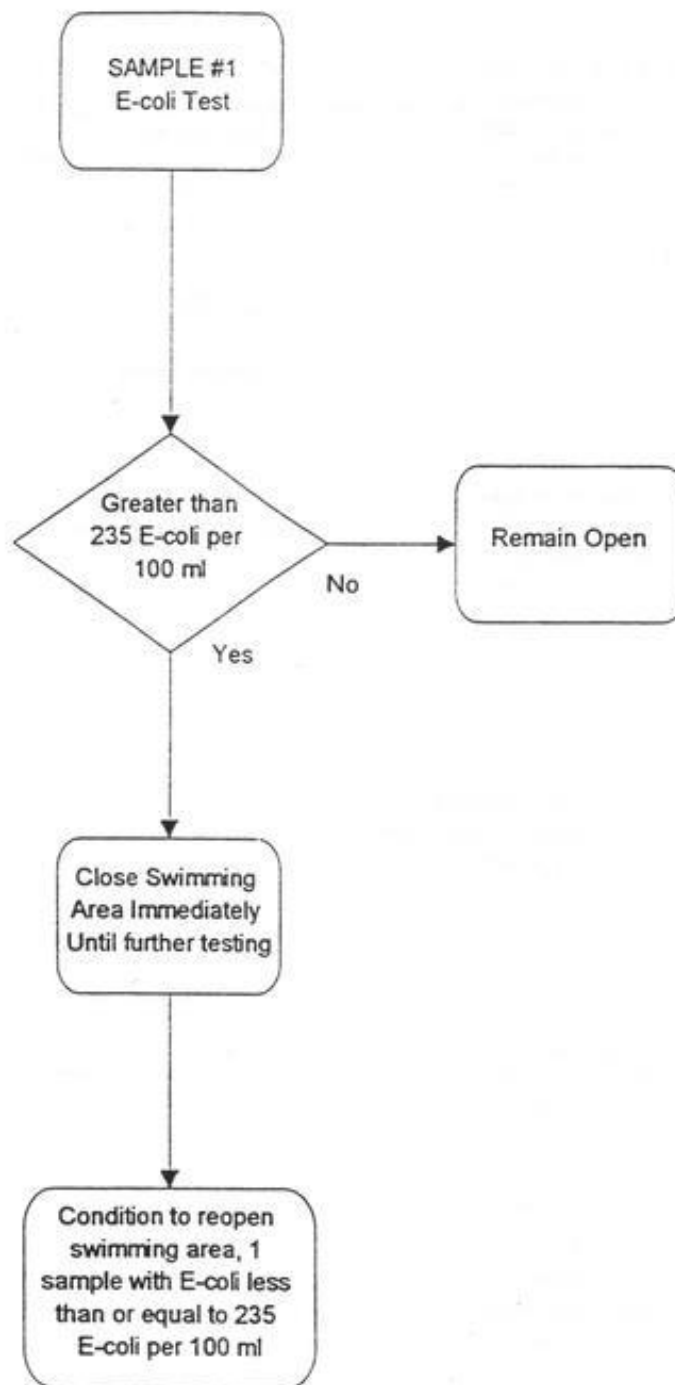 SAMPLE #1
E-coli Test
Greater than
235 E-coli per
100 ml
No
Remain Open
Yes
Close Swimming
Area Immediately
Until further testing
Condition to reopen
swimming area, 1
sample with E-coli less
than or equal to 235
E-coli per 100 ml